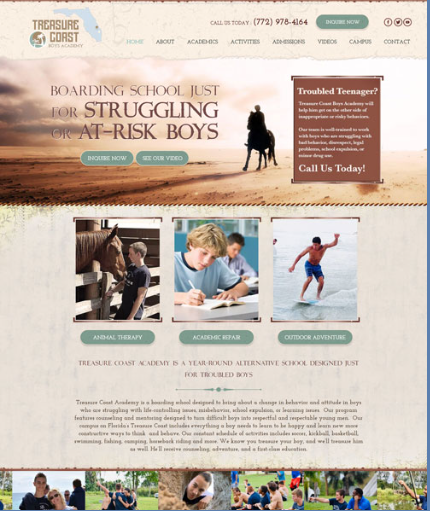 TREASURE
COAST
BOYS ACADEMY
CALL US TODAY: (772) 978-4164
INQUIRE NOW
HOME ABOUT ACADEMICS ACTIVITIES ADMISSIONS VIDEOS CAMPUS CONTACT
BOARDING SCHOOL JUST
FOR STRUGGLING
OR AT-RISK BOYS
INQUIRE NOW SEE OUR VIDEO
Troubled Teenager?
Treasure Coast Boys Academy will
help him get on the other side of
inappropriate or risky behaviors.
Our team is well-trained to work
with boys who are struggling with
bad behavior, disrespect, legal
problems, school expulsion, or
minor drug use.
Call Us Today!
ANIMAL THERAPY ACADEMIC REPAIR OUTDOOR ADVENTURE
TREASURE COAST ACADEMY IS A YEAR-ROUND ALTERNATIVE SCHOOL DESIGNED JUST
FOR TROUBLED BOYS
Treasure Coast Academy is a boarding school designed to bring about a change in behavior and attitude in boys
who are struggling with life-controlling issues, misbehavior, school expulsion, or learning issues. Our program
features counseling and mentoring designed to turn difficult boys into respectful and respectable young men. Our
campus on Florida's Treasure Coast includes everything a boy needs to learn to be happy and learn new more
constructive ways to think and behave. Our constant schedule of activities includes soccer, kickball, basketball,
swimming, fishing, camping, horseback riding and more. We know you treasure your boy, and we'll treasure him
as well. He'll receive counseling, adventure, and a first-class education.